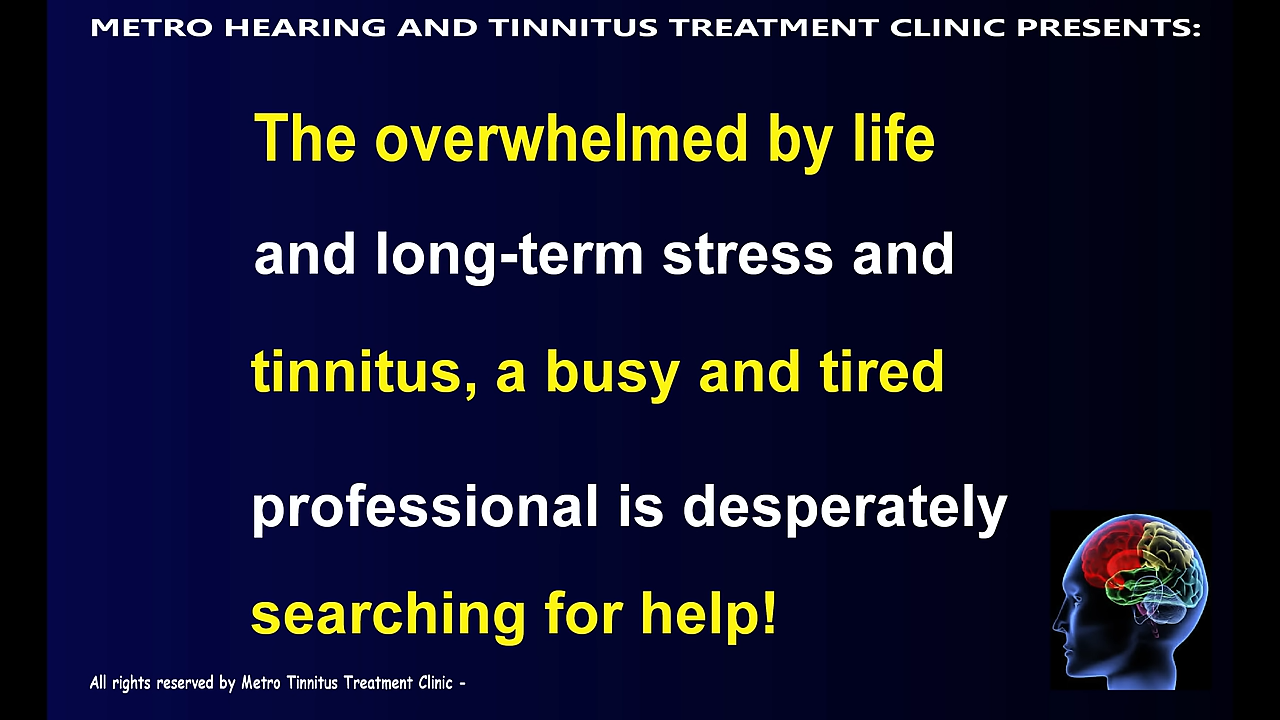 METRO HEARING AND TINNITUS TREATMENT CLINIC PRESENTS:
The overwhelmed by life
and long-term stress and
tinnitus, a busy and tired
professional is desperately
searching for help!
All rights reserved by Metro Tinnitus Treatment Clinic -